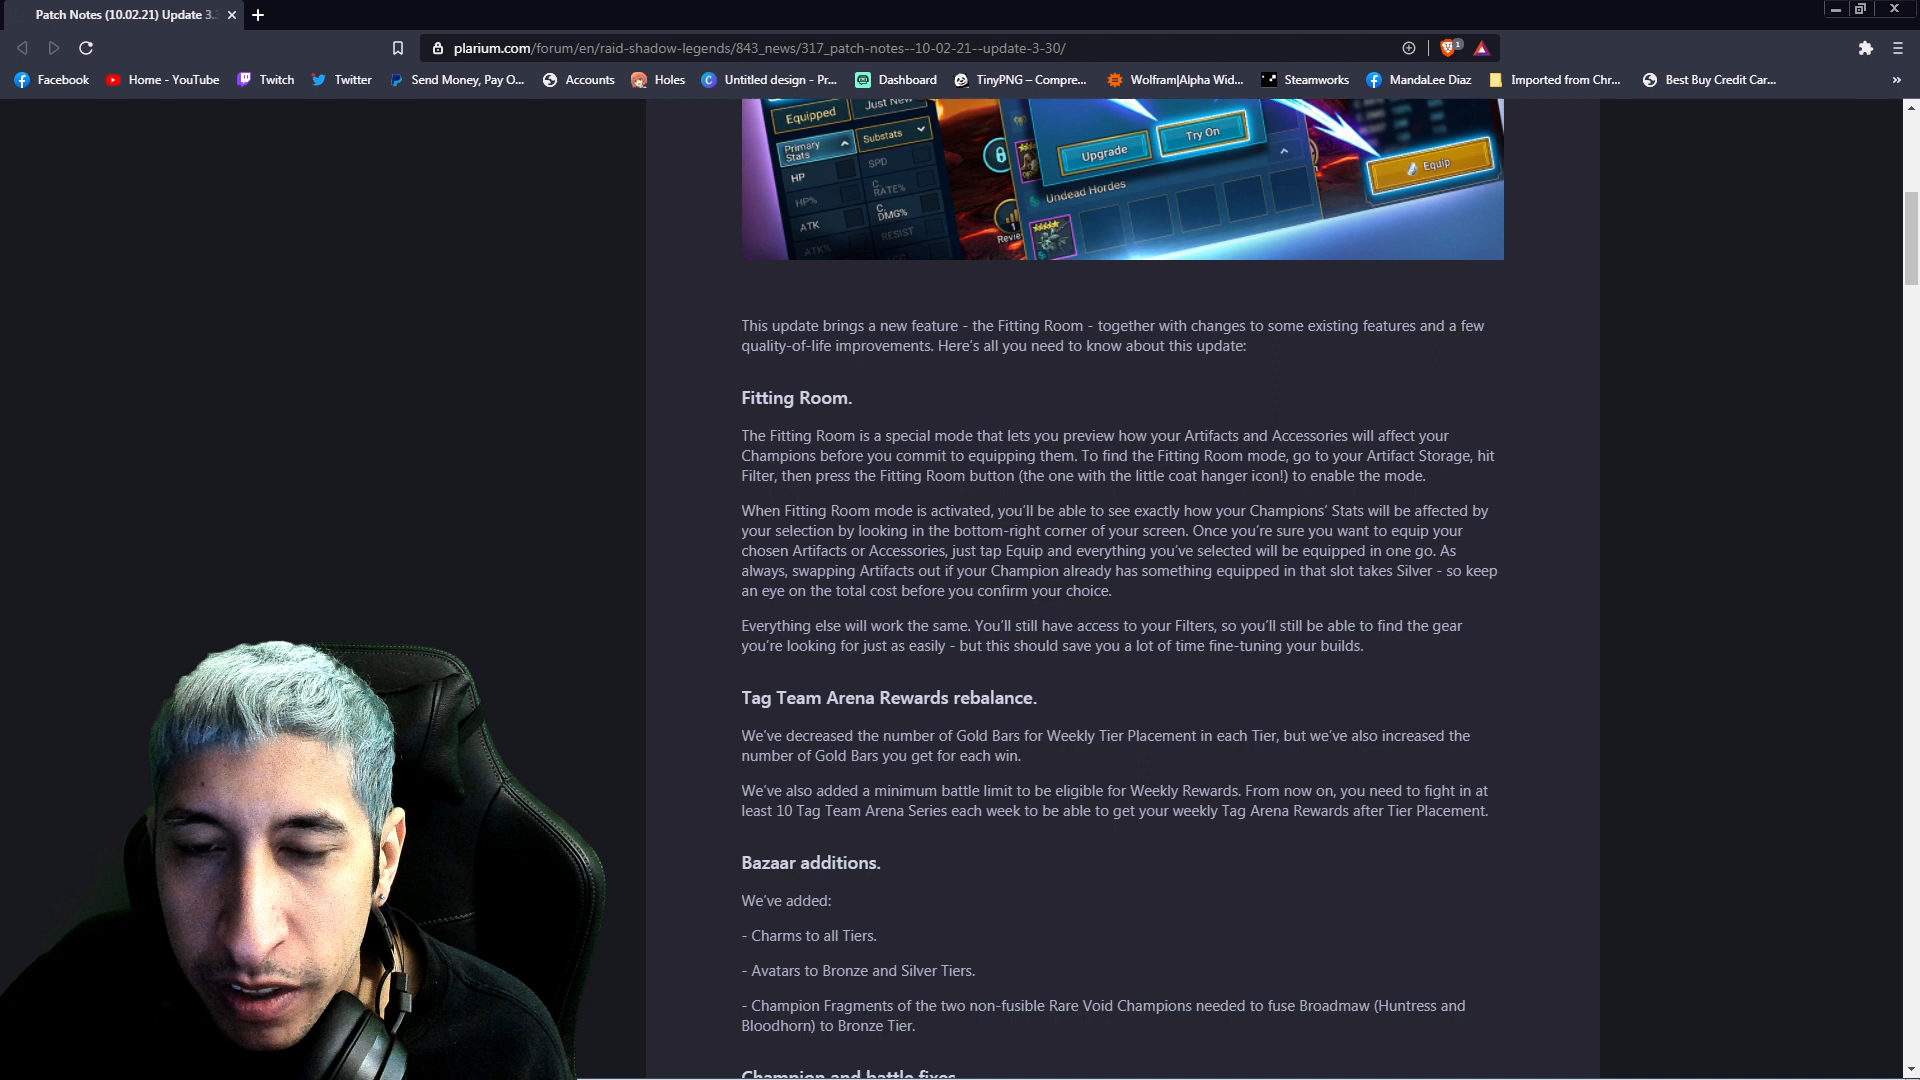 Patch Notes (10.02.21) Update 3.
plarium.com/forum/en/raid-shadow-legends/843_news/317_patch-notes--10-02-21--update-3-30/
1
Facebook
Home - YouTube
Twitch
Twitter
Send Money, Pay O...
Accounts
Holes
Untitled design - Pr...
Dashboard
TinyPNG – Compre...
Wolfram|Alpha Wid...
Steamworks
MandaLee Diaz
Imported from Chr...
Best Buy Credit Car...
Equipped
Just New
Primary Stats
Substats
HP
SPD
HP%
C. RATE%
ATK
C. DMG%
ATK%
RESIST
Upgrade
Try On
Undead Hordes
Equip
This update brings a new feature - the Fitting Room - together with changes to some existing features and a few
quality-of-life improvements. Here's all you need to know about this update:
Fitting Room.
The Fitting Room is a special mode that lets you preview how your Artifacts and Accessories will affect your
Champions before you commit to equipping them. To find the Fitting Room mode, go to your Artifact Storage, hit
Filter, then press the Fitting Room button (the one with the little coat hanger icon!) to enable the mode.
When Fitting Room mode is activated, you'll be able to see exactly how your Champions' Stats will be affected by
your selection by looking in the bottom-right corner of your screen. Once you're sure you want to equip your
chosen Artifacts or Accessories, just tap Equip and everything you've selected will be equipped in one go. As
always, swapping Artifacts out if your Champion already has something equipped in that slot takes Silver - so keep
an eye on the total cost before you confirm your choice.
Everything else will work the same. You'll still have access to your Filters, so you'll still be able to find the gear
you're looking for just as easily - but this should save you a lot of time fine-tuning your builds.
Tag Team Arena Rewards rebalance.
We've decreased the number of Gold Bars for Weekly Tier Placement in each Tier, but we've also increased the
number of Gold Bars you get for each win.
We've also added a minimum battle limit to be eligible for Weekly Rewards. From now on, you need to fight in at
least 10 Tag Team Arena Series each week to be able to get your weekly Tag Arena Rewards after Tier Placement.
Bazaar additions.
We've added:
- Charms to all Tiers.
- Avatars to Bronze and Silver Tiers.
- Champion Fragments of the two non-fusible Rare Void Champions needed to fuse Broadmaw (Huntress and
Bloodhorn) to Bronze Tier.
Champion and battle fixes